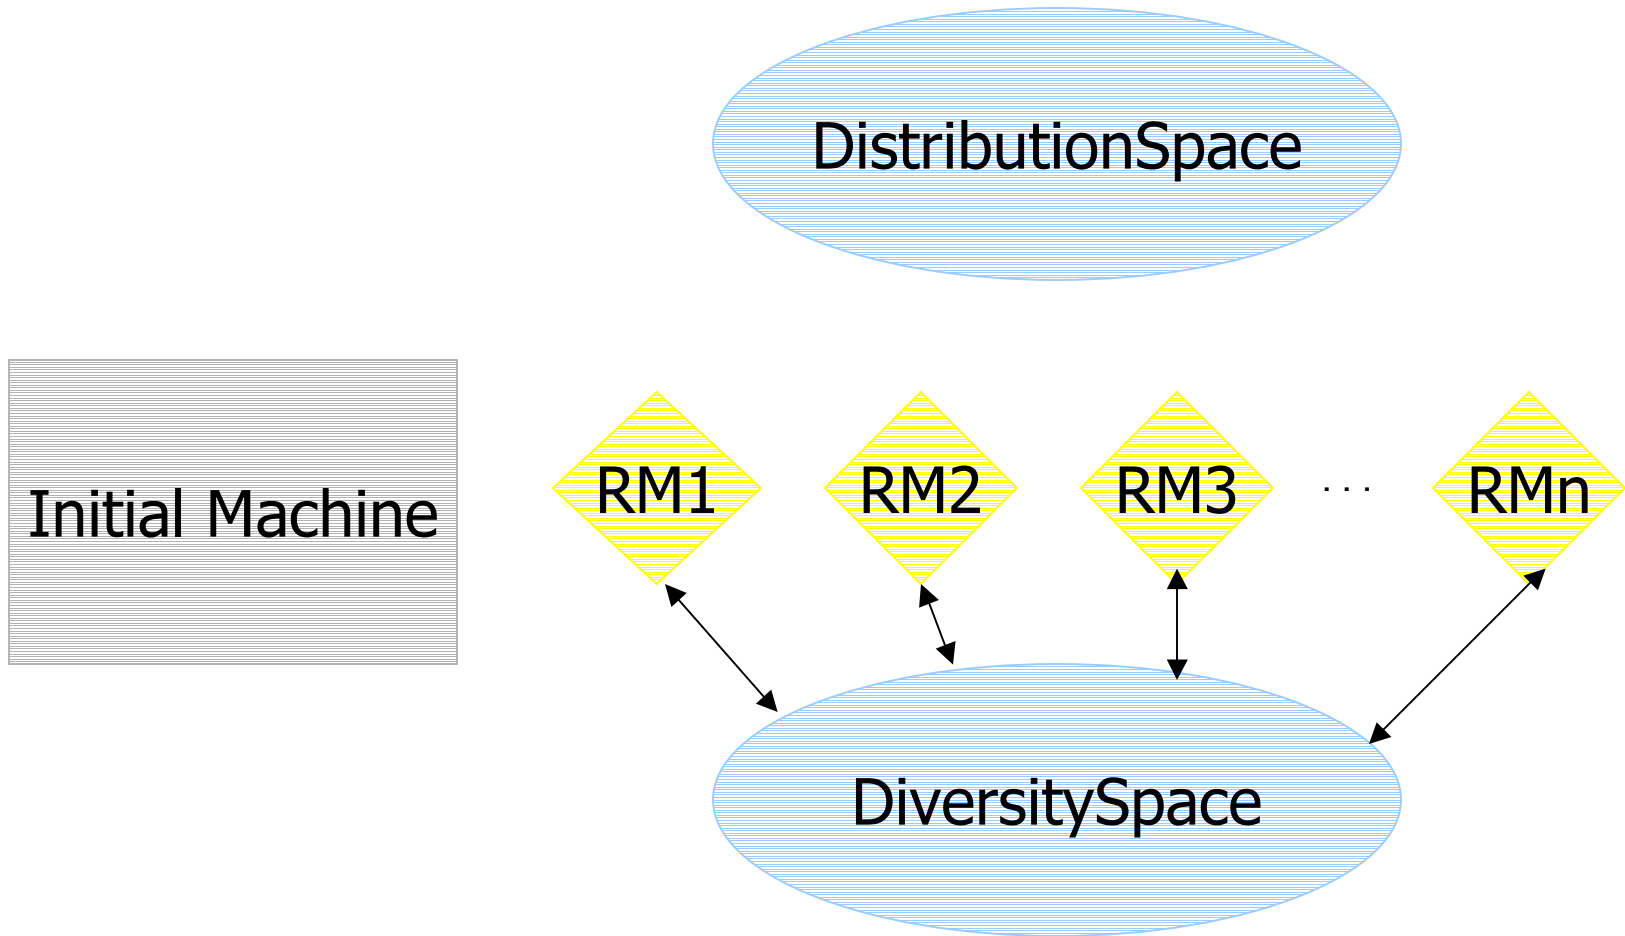 DistributionSpace
Initial Machine
RM1
RM2
RM3
. . .
RMn
DiversitySpace